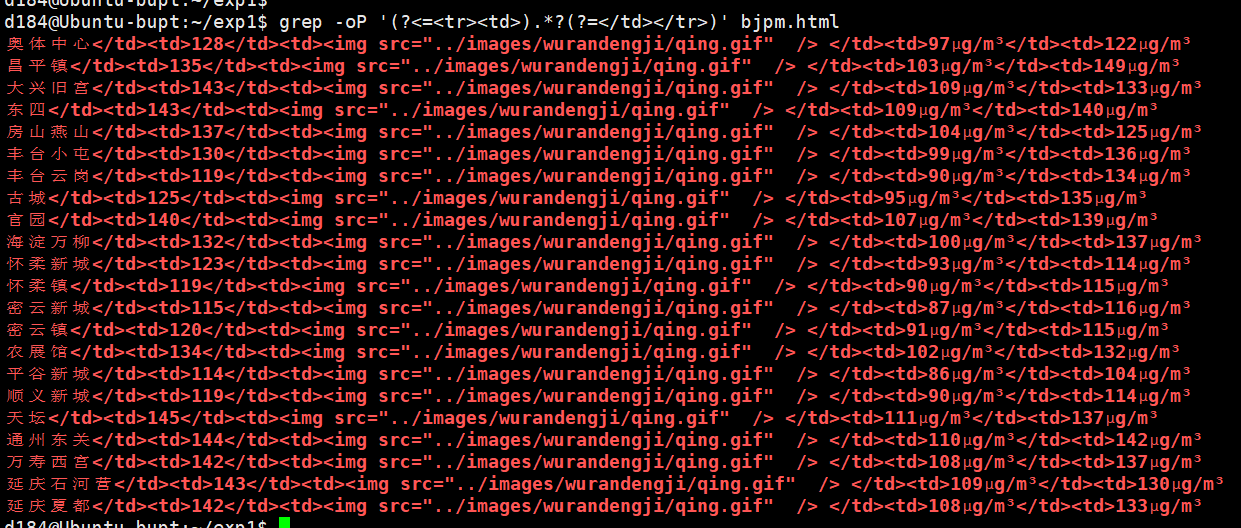 d184@Ubuntu-bupt:~/exp1$
d184@Ubuntu-bupt:~/exp1$ grep -oP '(?<=<tr><td>).*?(?=</td></tr>)' bjpm.html
奥体中心</td><td>128</td><td><img src="../images/wurandengji/qing.gif"  /> </td><td>97μg/m³</td><td>122μg/m³
昌平镇</td><td>135</td><td><img src="../images/wurandengji/qing.gif"  /> </td><td>103μg/m³</td><td>149μg/m³
大兴旧宫</td><td>143</td><td><img src="../images/wurandengji/qing.gif"  /> </td><td>109μg/m³</td><td>133μg/m³
东四</td><td>143</td><td><img src="../images/wurandengji/qing.gif"  /> </td><td>109μg/m³</td><td>140μg/m³
房山燕山</td><td>137</td><td><img src="../images/wurandengji/qing.gif"  /> </td><td>104μg/m³</td><td>125μg/m³
丰台小屯</td><td>130</td><td><img src="../images/wurandengji/qing.gif"  /> </td><td>99μg/m³</td><td>136μg/m³
丰台云岗</td><td>119</td><td><img src="../images/wurandengji/qing.gif"  /> </td><td>90μg/m³</td><td>134μg/m³
古城</td><td>125</td><td><img src="../images/wurandengji/qing.gif"  /> </td><td>95μg/m³</td><td>135μg/m³
官园</td><td>140</td><td><img src="../images/wurandengji/qing.gif"  /> </td><td>107μg/m³</td><td>139μg/m³
海淀万柳</td><td>132</td><td><img src="../images/wurandengji/qing.gif"  /> </td><td>100μg/m³</td><td>137μg/m³
怀柔新城</td><td>123</td><td><img src="../images/wurandengji/qing.gif"  /> </td><td>93μg/m³</td><td>114μg/m³
怀柔镇</td><td>119</td><td><img src="../images/wurandengji/qing.gif"  /> </td><td>90μg/m³</td><td>115μg/m³
密云新城</td><td>115</td><td><img src="../images/wurandengji/qing.gif"  /> </td><td>87μg/m³</td><td>116μg/m³
密云镇</td><td>120</td><td><img src="../images/wurandengji/qing.gif"  /> </td><td>91μg/m³</td><td>115μg/m³
农展馆</td><td>134</td><td><img src="../images/wurandengji/qing.gif"  /> </td><td>102μg/m³</td><td>132μg/m³
平谷新城</td><td>114</td><td><img src="../images/wurandengji/qing.gif"  /> </td><td>86μg/m³</td><td>104μg/m³
顺义新城</td><td>119</td><td><img src="../images/wurandengji/qing.gif"  /> </td><td>90μg/m³</td><td>114μg/m³
天坛</td><td>145</td><td><img src="../images/wurandengji/qing.gif"  /> </td><td>111μg/m³</td><td>137μg/m³
通州东关</td><td>144</td><td><img src="../images/wurandengji/qing.gif"  /> </td><td>110μg/m³</td><td>142μg/m³
万寿西宫</td><td>142</td><td><img src="../images/wurandengji/qing.gif"  /> </td><td>108μg/m³</td><td>137μg/m³
延庆石河营</td><td>143</td><td><img src="../images/wurandengji/qing.gif"  /> </td><td>109μg/m³</td><td>130μg/m³
延庆夏都</td><td>142</td><td><img src="../images/wurandengji/qing.gif"  /> </td><td>108μg/m³</td><td>133μg/m³
d184@Ubuntu-bupt:~/exp1$